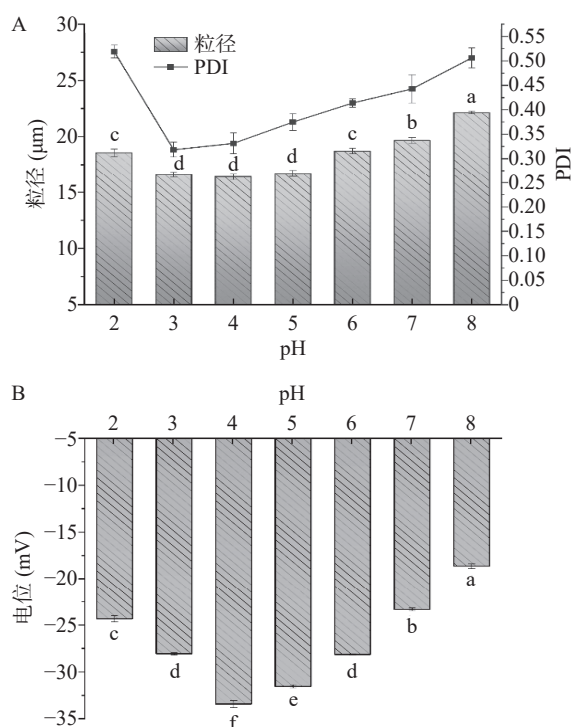 A
30
25
20
15
10
5
粒径 (μm)
粒径
PDI
c
d
d
d
c
b
a
0.55
0.50
0.45
0.40
0.35
0.30
0.25
0.20
0.15
0.10
0.05
0
PDI
2 3 4 5 6 7 8
pH
B
pH
2 3 4 5 6 7 8
−5
−10
−15
−20
−25
−30
−35
电位 (mV)
c
d
f
e
d
b
a